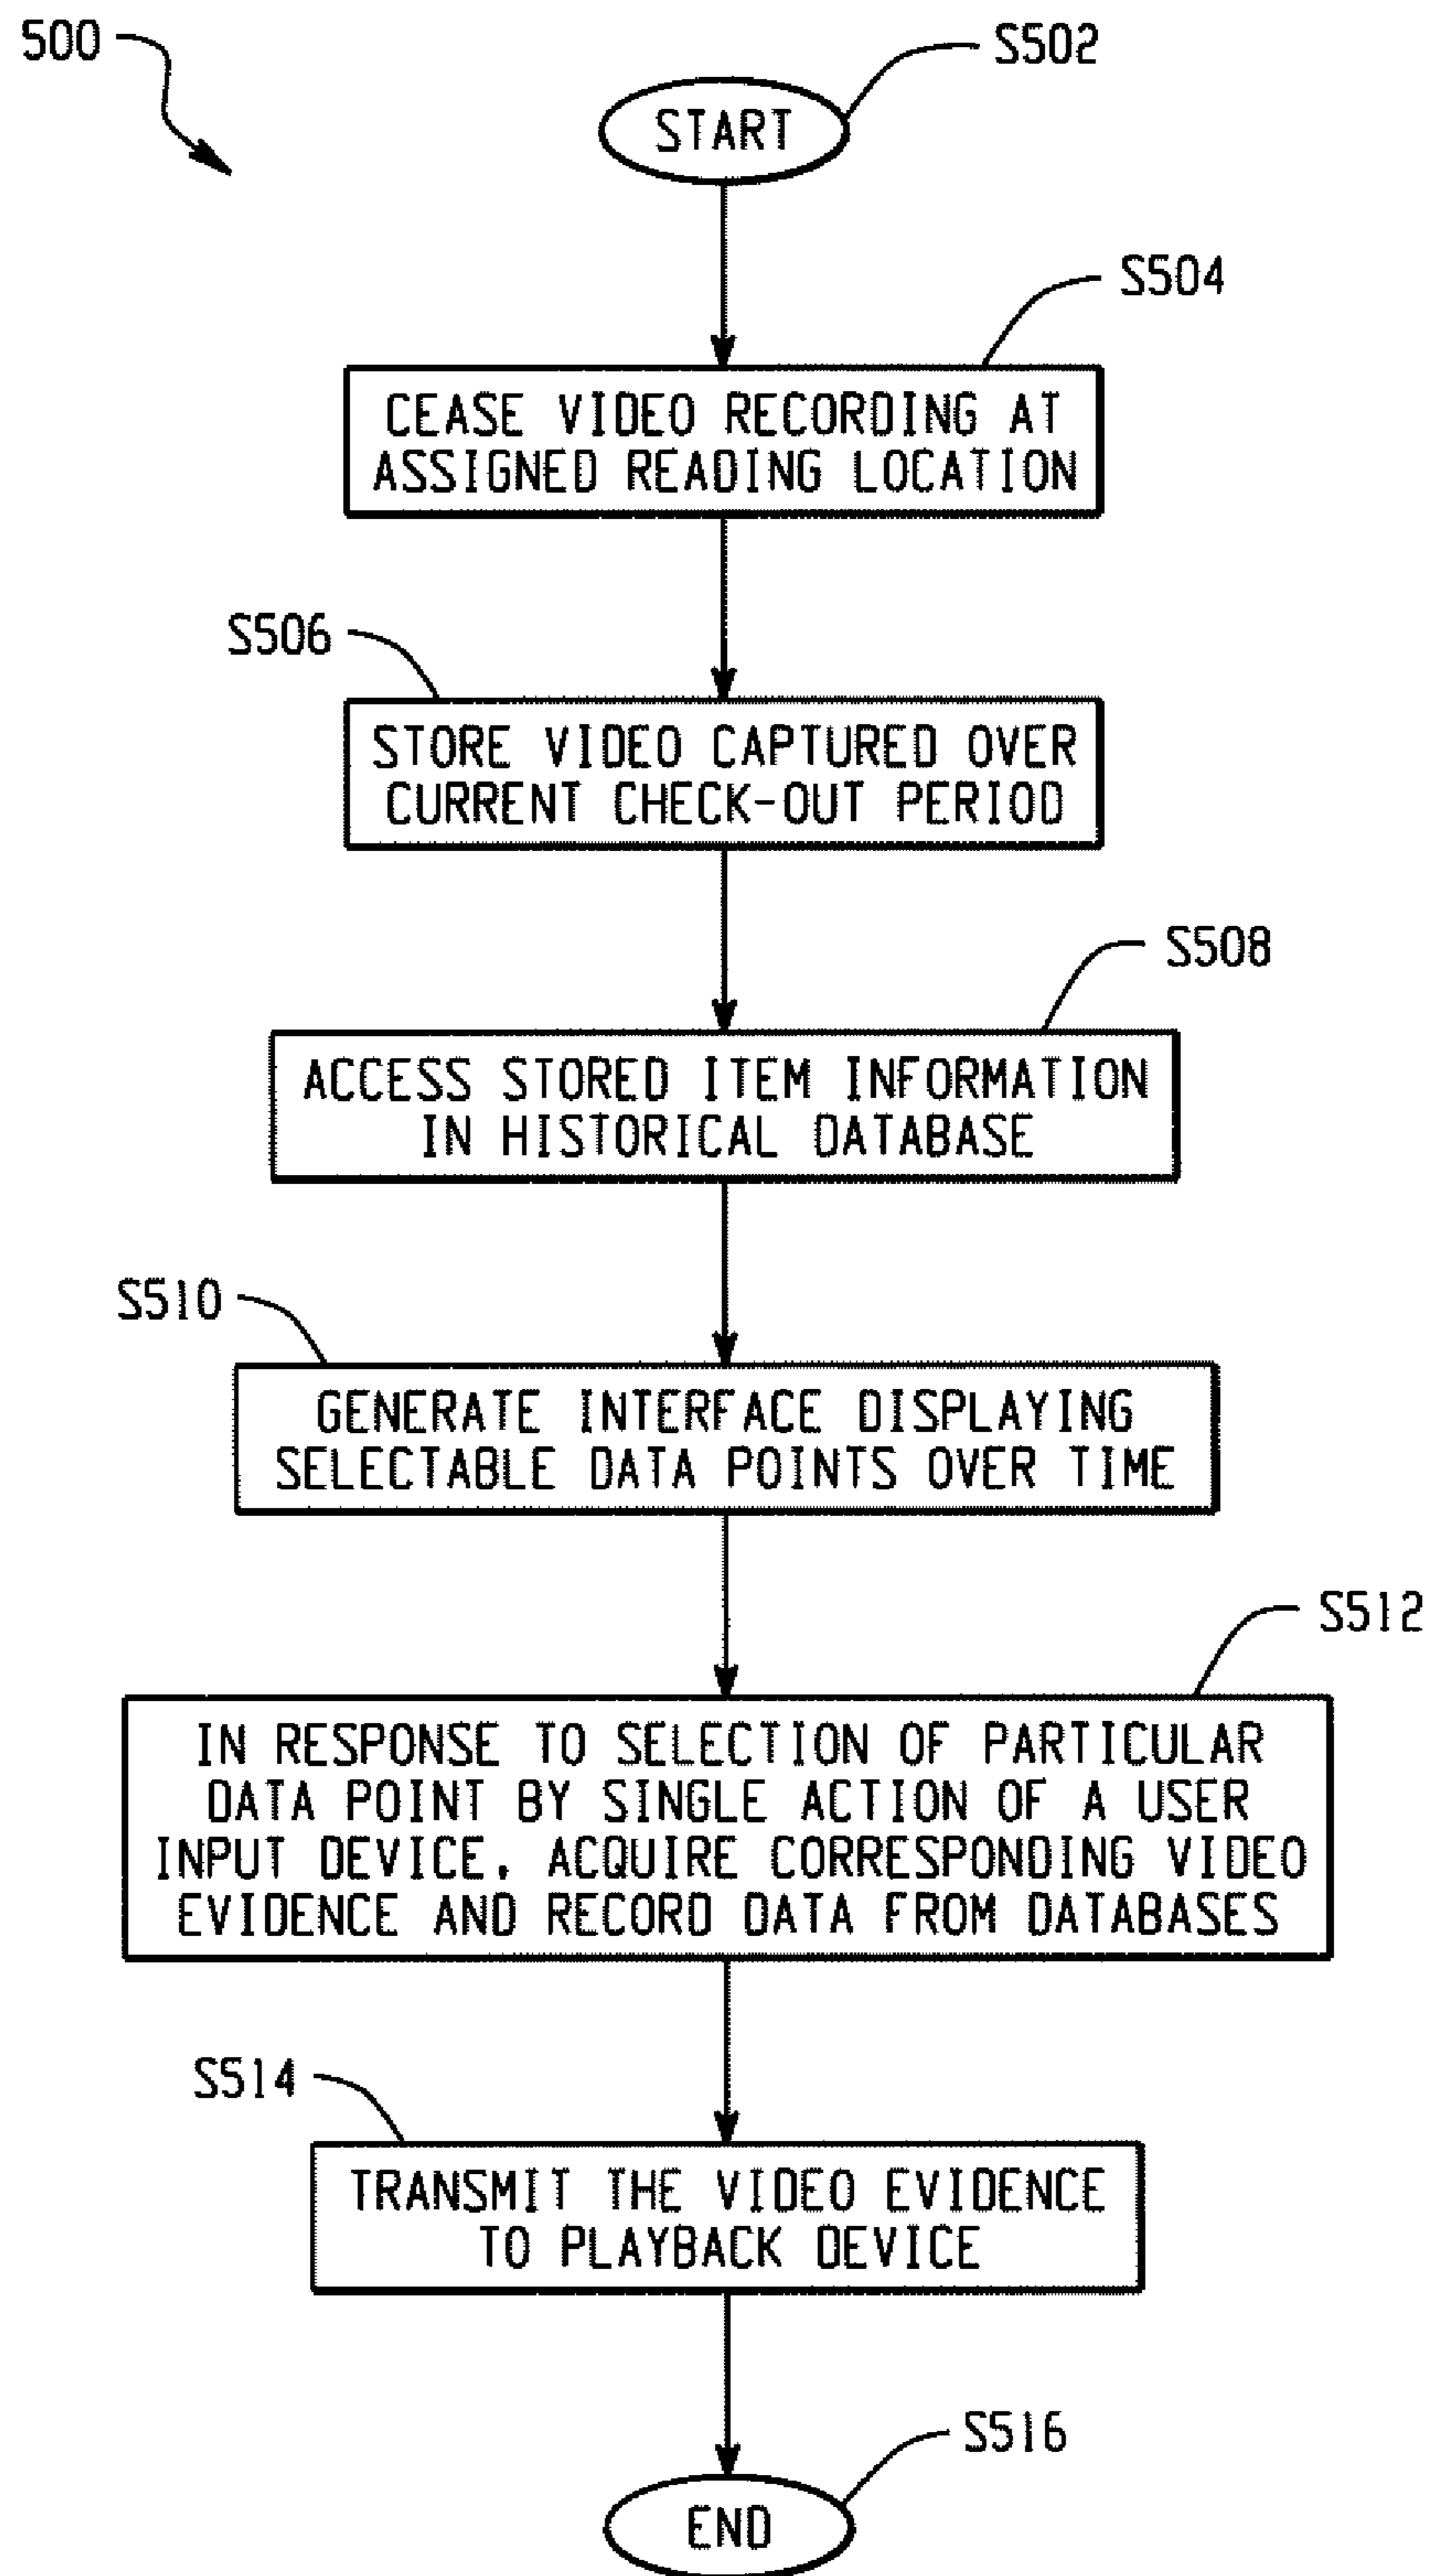 500
S502
START
S504
CEASE VIDEO RECORDING AT
ASSIGNED READING LOCATION
S506
STORE VIDEO CAPTURED OVER
CURRENT CHECK-OUT PERIOD
S508
ACCESS STORED ITEM INFORMATION
IN HISTORICAL DATABASE
S510
GENERATE INTERFACE DISPLAYING
SELECTABLE DATA POINTS OVER TIME
S512
IN RESPONSE TO SELECTION OF PARTICULAR
DATA POINT BY SINGLE ACTION OF A USER
INPUT DEVICE, ACQUIRE CORRESPONDING VIDEO
EVIDENCE AND RECORD DATA FROM DATABASES
S514
TRANSMIT THE VIDEO EVIDENCE
TO PLAYBACK DEVICE
S516
END